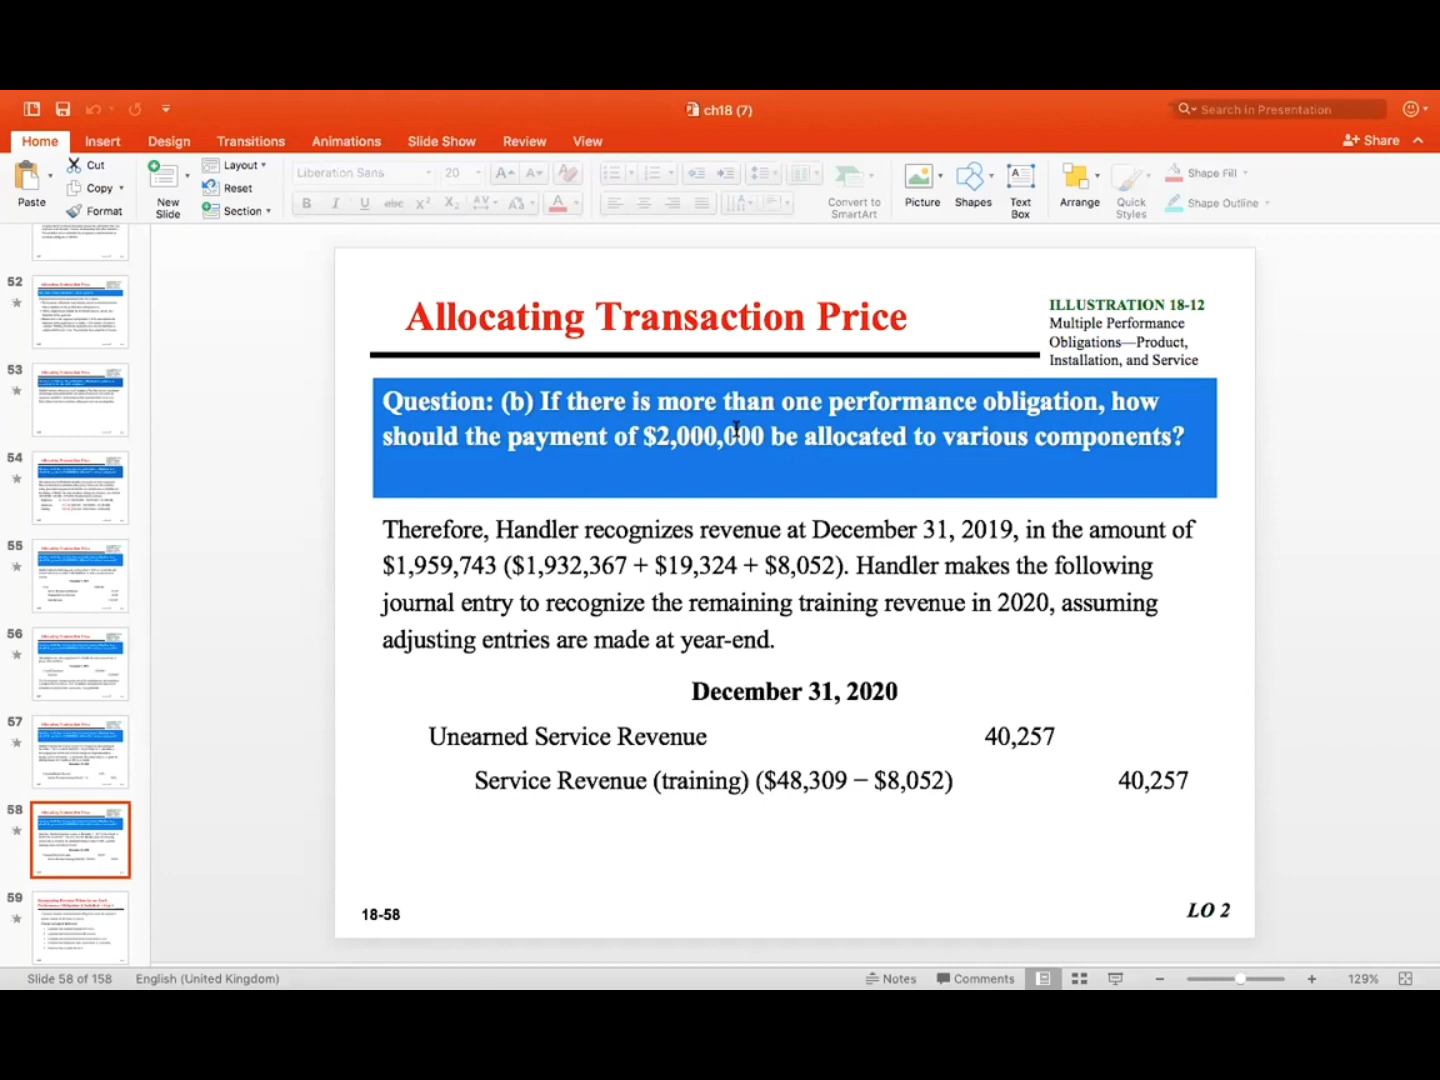 ch18 (7)
Search in Presentation
Home Insert Design Transitions Animations Slide Show Review View
Share
Paste
Cut
Copy
Format
New Slide
Layout
Reset
Section
Liberation Sans 20
Convert to SmartArt
Picture
Shapes
Text Box
Arrange
Quick Styles
Shape Fill
Shape Outline
52
53
54
55
56
57
58
59
Allocating Transaction Price
ILLUSTRATION 18-12
Multiple Performance
Obligations—Product,
Installation, and Service
Question: (b) If there is more than one performance obligation, how
should the payment of $2,000,000 be allocated to various components?
Therefore, Handler recognizes revenue at December 31, 2019, in the amount of
$1,959,743 ($1,932,367 + $19,324 + $8,052). Handler makes the following
journal entry to recognize the remaining training revenue in 2020, assuming
adjusting entries are made at year-end.
December 31, 2020
Unearned Service Revenue 40,257
Service Revenue (training) ($48,309 − $8,052) 40,257
18-58
LO 2
Slide 58 of 158 English (United Kingdom) Notes Comments 129%